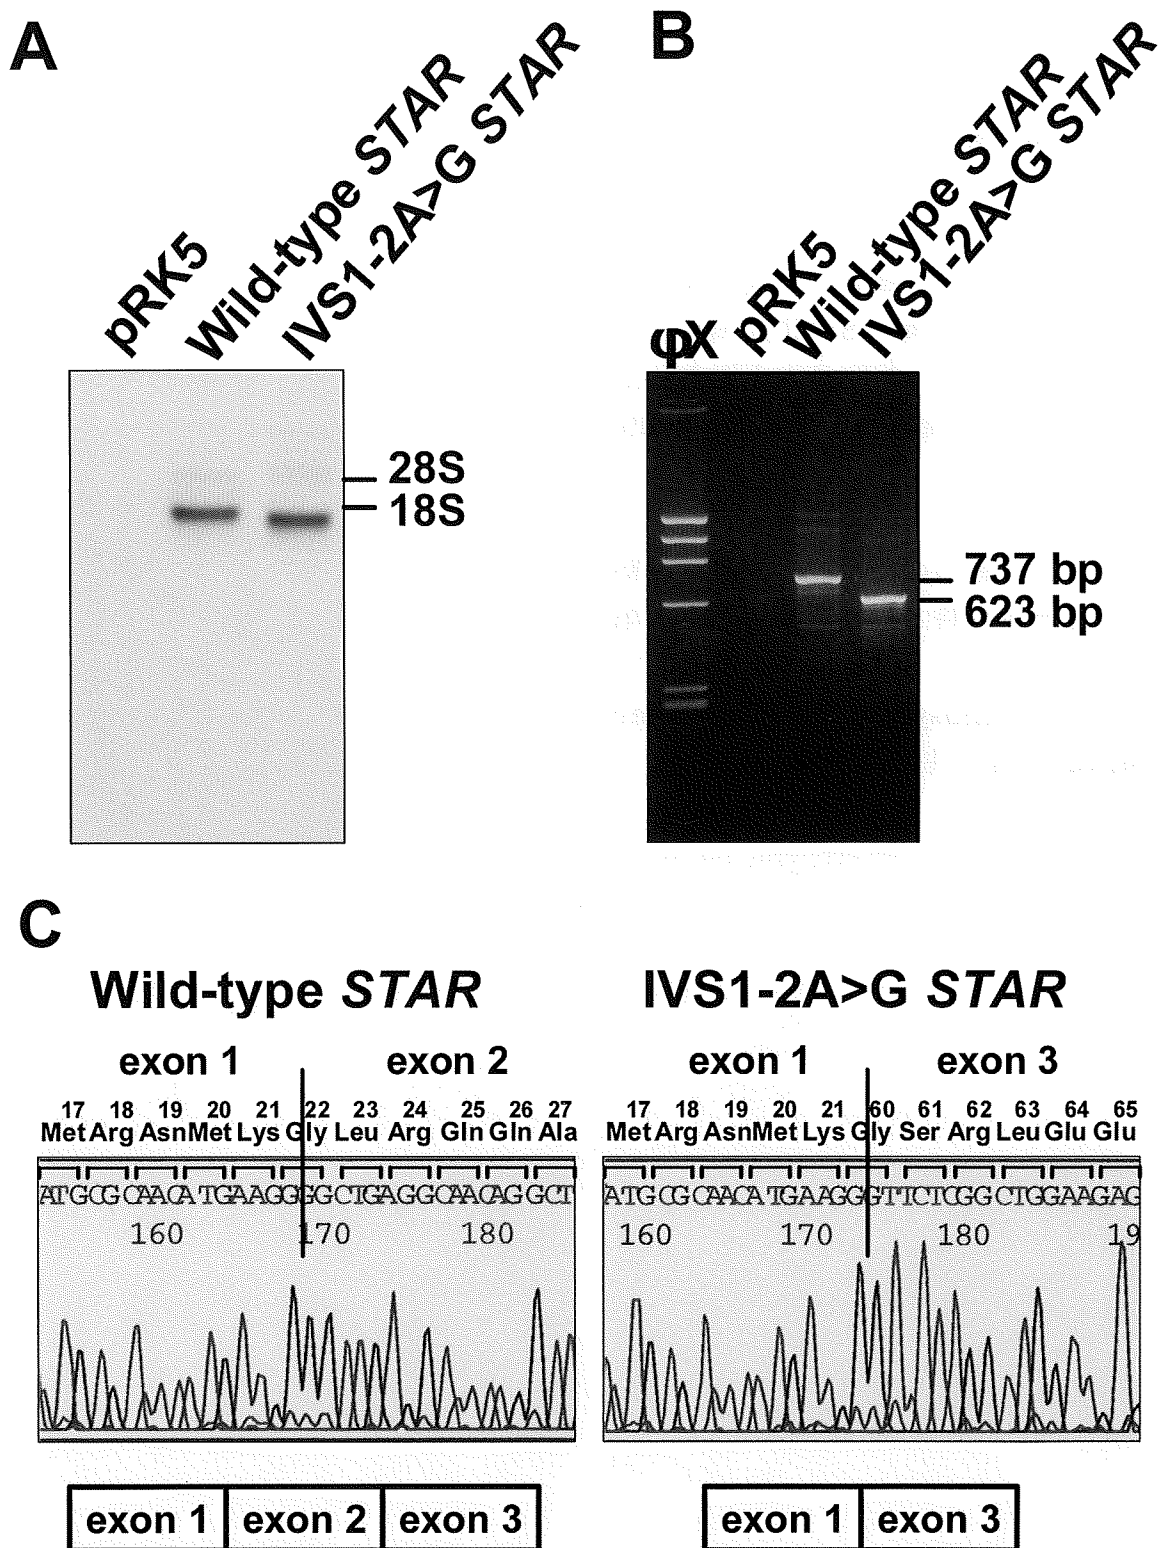 A
pRK5
Wild-type STAR
IVS1-2A>G STAR
28S
18S
B
φX
pRK5
Wild-type STAR
IVS1-2A>G STAR
737 bp
623 bp
C
Wild-type STAR
exon 1 exon 2
17 18 19 20 21 22 23 24 25 26 27
Met Arg Asn Met Lys Gly Leu Arg Gln Gln Ala
ATGCGCAACATGAAGGGGCTGAGGCAACAGGCT
160 170 180
exon 1 exon 2 exon 3
IVS1-2A>G STAR
exon 1 exon 3
17 18 19 20 21 60 61 62 63 64 65
Met Arg Asn Met Lys Gly Ser Arg Leu Glu Glu
ATGCGCAACATGAAGGGTTCTCGGCTGGAAGAG
160 170 180 19
exon 1 exon 3